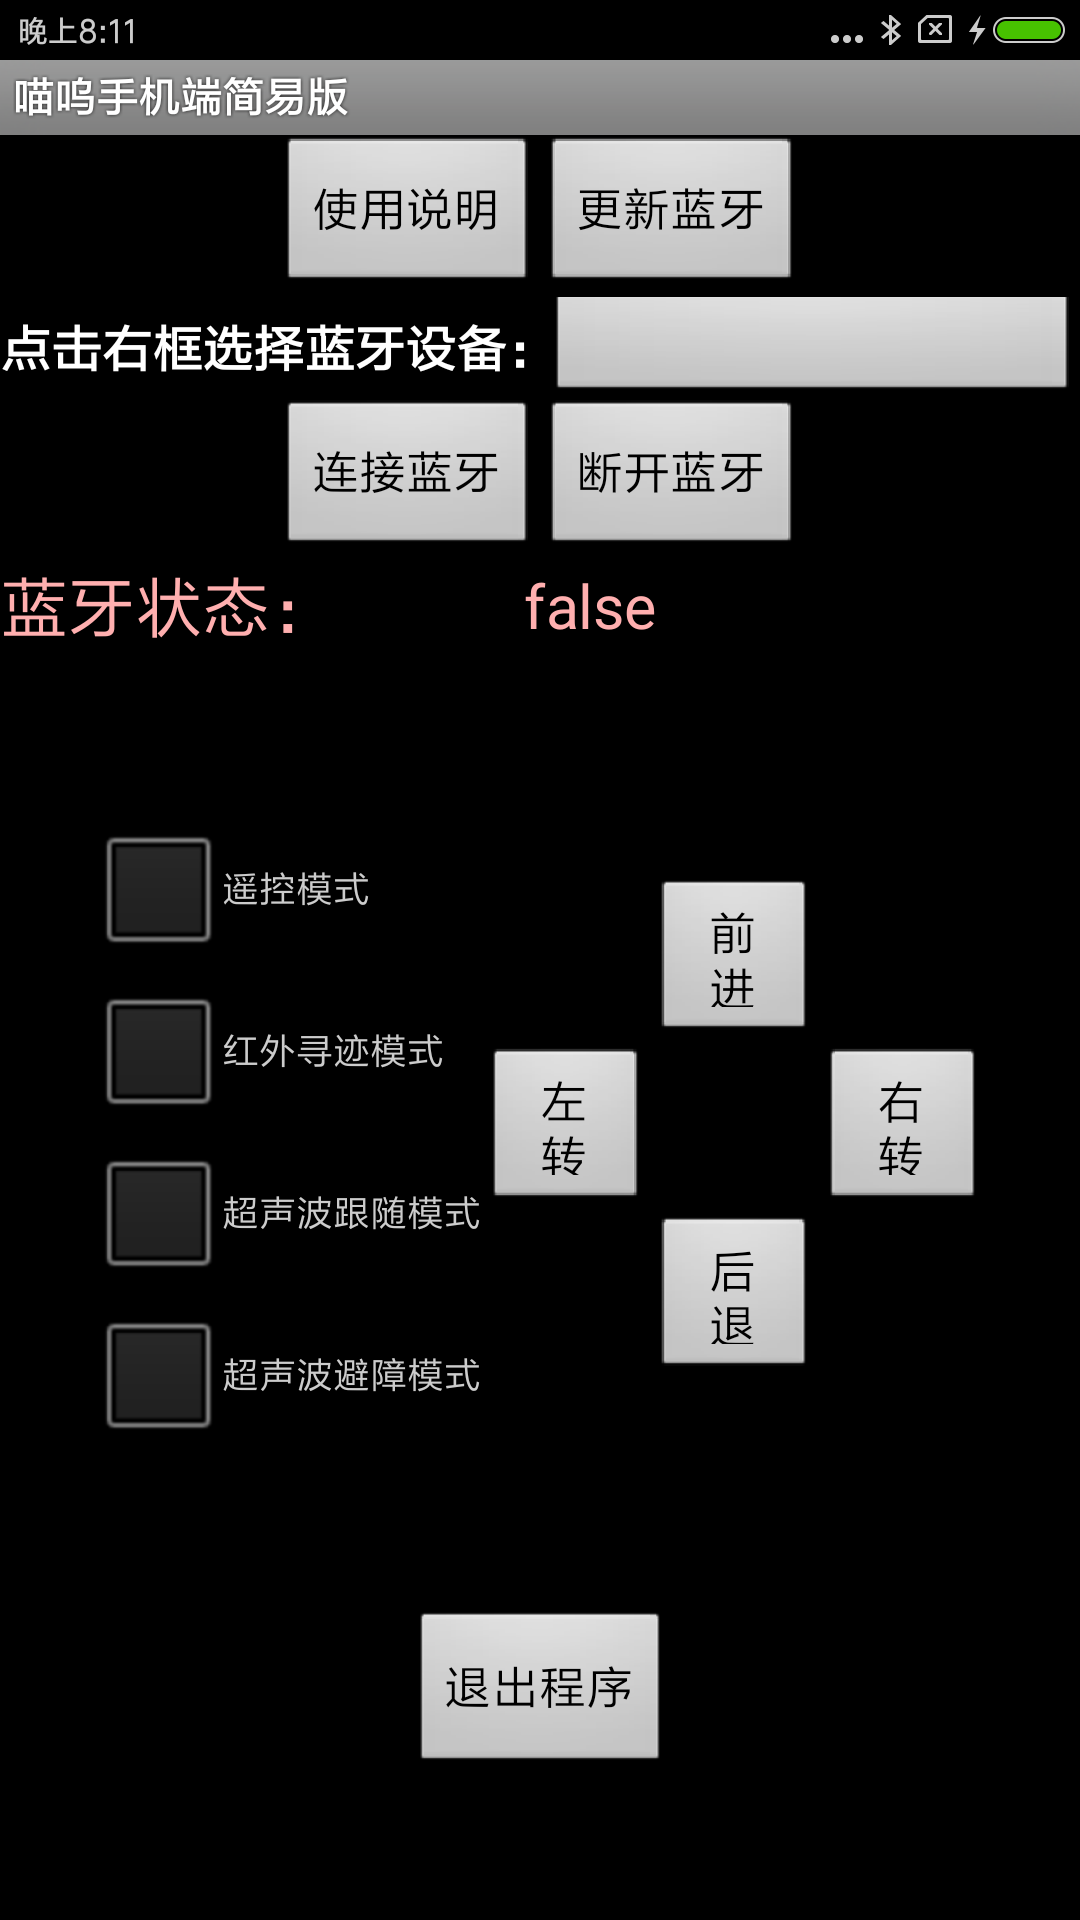 晚上8:11
喵呜手机端简易版
使用说明 更新蓝牙
点击右框选择蓝牙设备：
连接蓝牙 断开蓝牙
蓝牙状态： false
遥控模式
前
进
红外寻迹模式
左
转
右
转
超声波跟随模式
后
退
超声波避障模式
退出程序